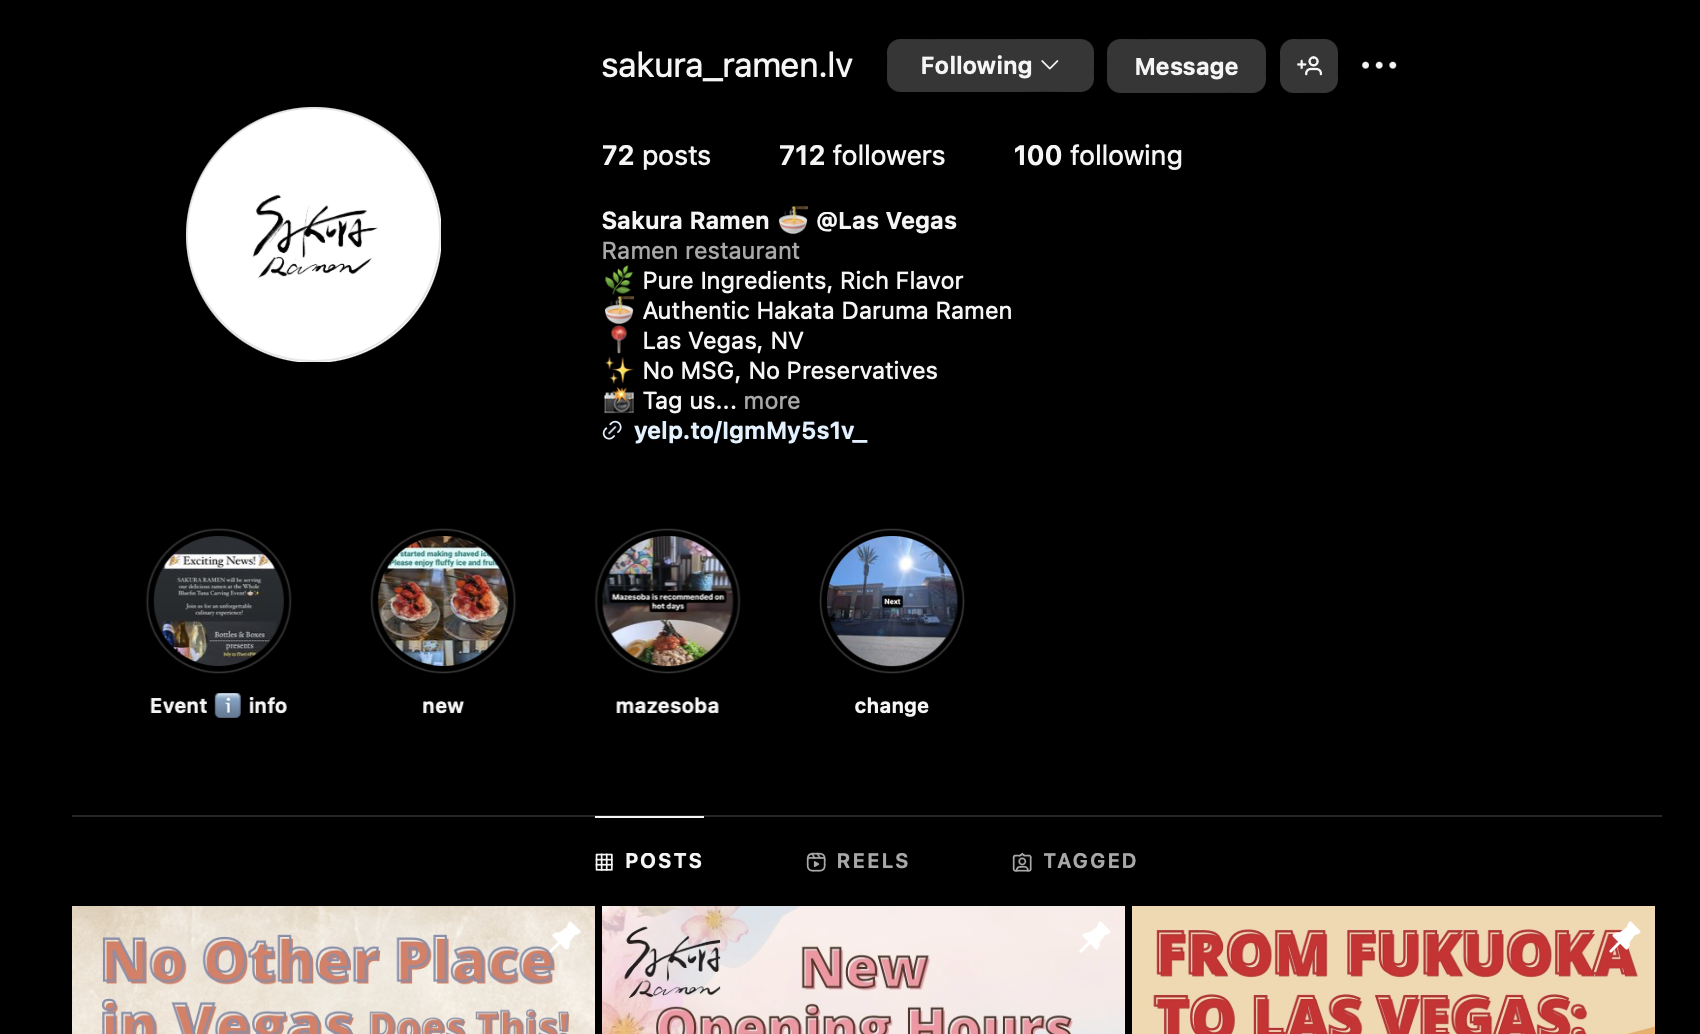 sakura_ramen.lv Following Message
72 posts 712 followers 100 following
Sakura Ramen 🍜 @Las Vegas
Ramen restaurant
🌿 Pure Ingredients, Rich Flavor
🍜 Authentic Hakata Daruma Ramen
📍 Las Vegas, NV
✨ No MSG, No Preservatives
📸 Tag us... more
yelp.to/IgmMy5s1v_
Sakura
Ramen
Exciting News!
SAKURA RAMEN will be serving
our delicious ramen at the Whole
Bluefin Tuna Carving Event!
Join us for an unforgettable
culinary experience!
Bottles & Boxes
presents
started making shaved ice
Please enjoy fluffy ice and fruit
Mazesoba is recommended on
hot days
Next
Event ℹ️ info
new
mazesoba
change
POSTS REELS TAGGED
No Other Place
in Vegas Does This!
Sakura
Ramen
New
Opening Hours
FROM FUKUOKA
TO LAS VEGAS: